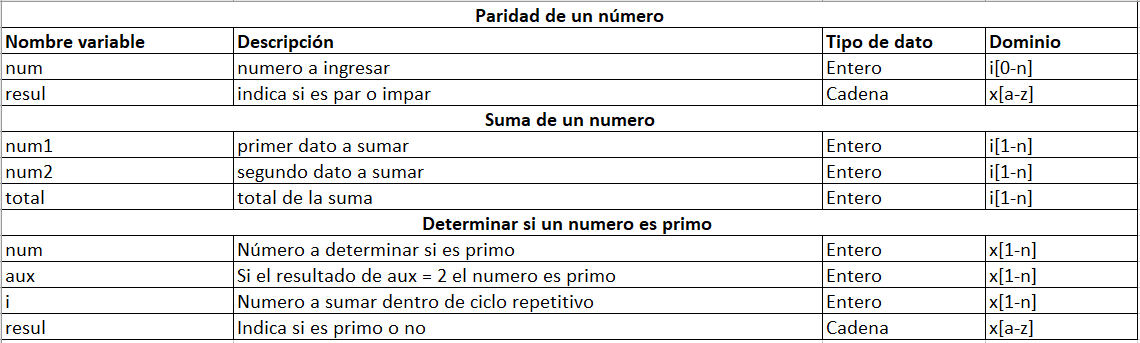 Paridad de un número
Nombre variable Descripción Tipo de dato Dominio
num numero a ingresar Entero i[0-n]
resul indica si es par o impar Cadena x[a-z]
Suma de un numero
num1 primer dato a sumar Entero i[1-n]
num2 segundo dato a sumar Entero i[1-n]
total total de la suma Entero i[1-n]
Determinar si un numero es primo
num Número a determinar si es primo Entero x[1-n]
aux Si el resultado de aux = 2 el numero es primo Entero x[1-n]
i Numero a sumar dentro de ciclo repetitivo Entero x[1-n]
resul Indica si es primo o no Cadena x[a-z]